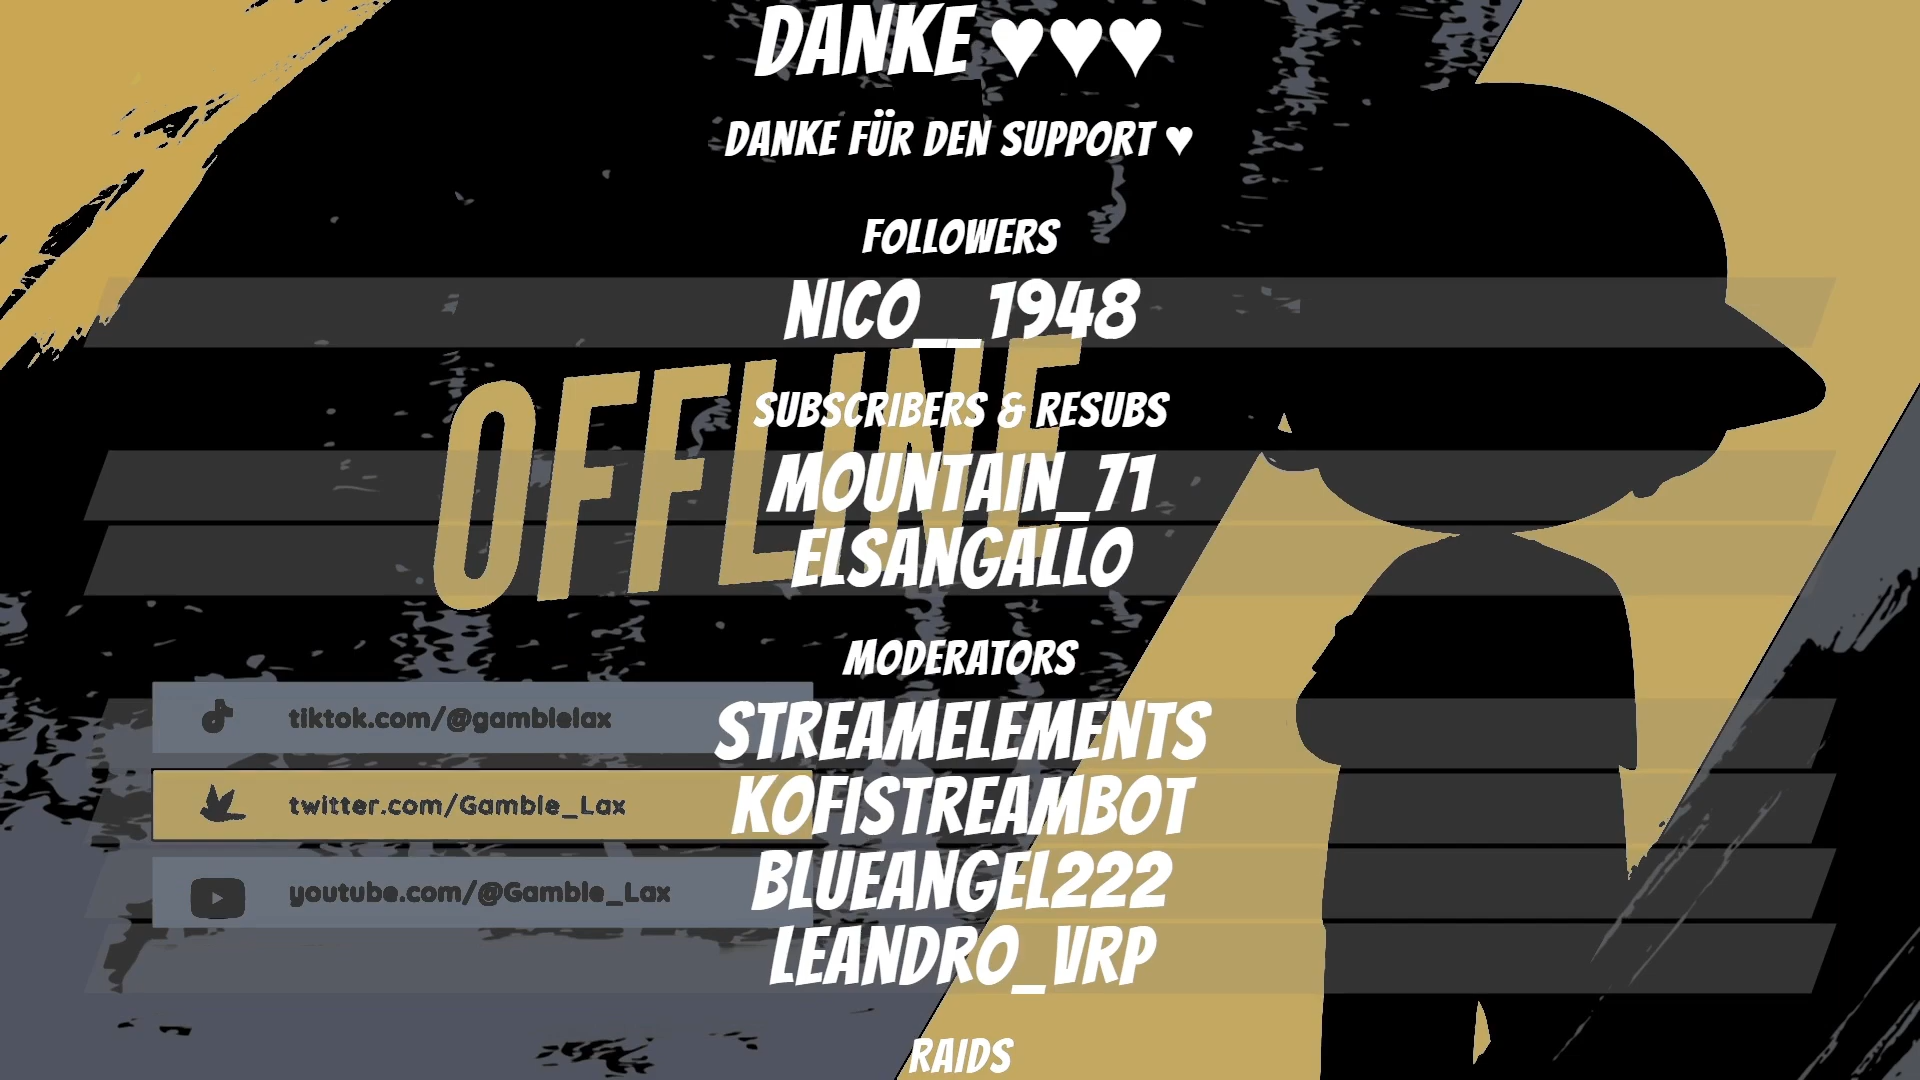 DANKE ♥♥♥
DANKE FÜR DEN SUPPORT ♥
FOLLOWERS
NICO__1948
OFFLINE
SUBSCRIBERS & RESUBS
MOUNTAIN_71
ELSANGALLO
MODERATORS
STREAMELEMENTS
tiktok.com/@gamblelax
KOFISTREAMBOT
twitter.com/Gamble_Lax
BLUEANGEL222
youtube.com/@Gamble_Lax
LEANDRO_VRP
RAIDS